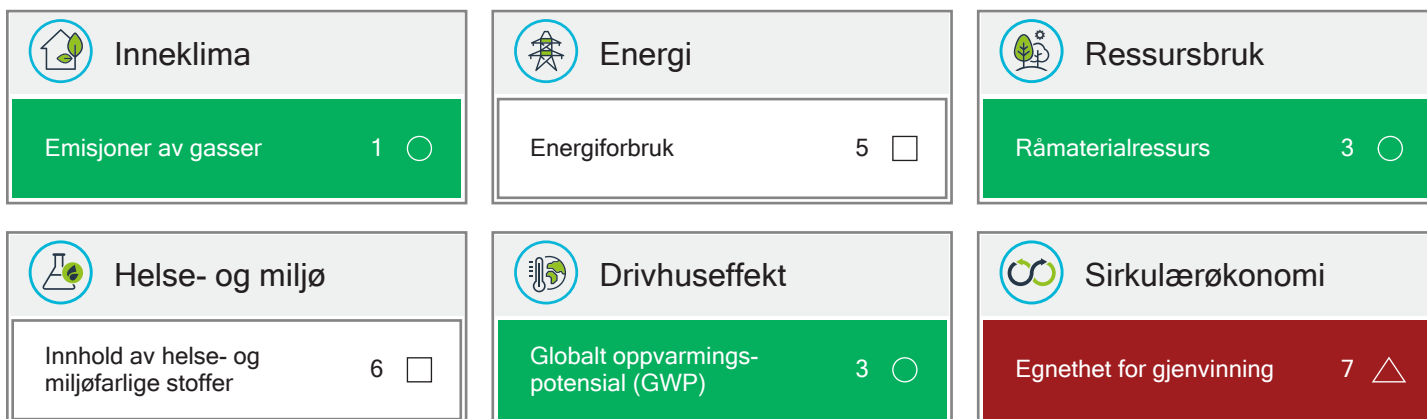 Inneklima
Emisjoner av gasser 1
Energi
Energiforbruk 5
Ressursbruk
Råmaterialressurs 3
Helse- og miljø
Innhold av helse- og
miljøfarlige stoffer 6
Drivhuseffekt
Globalt oppvarmings-
potensial (GWP) 3
Sirkulærøkonomi
Egnethet for gjenvinning 7